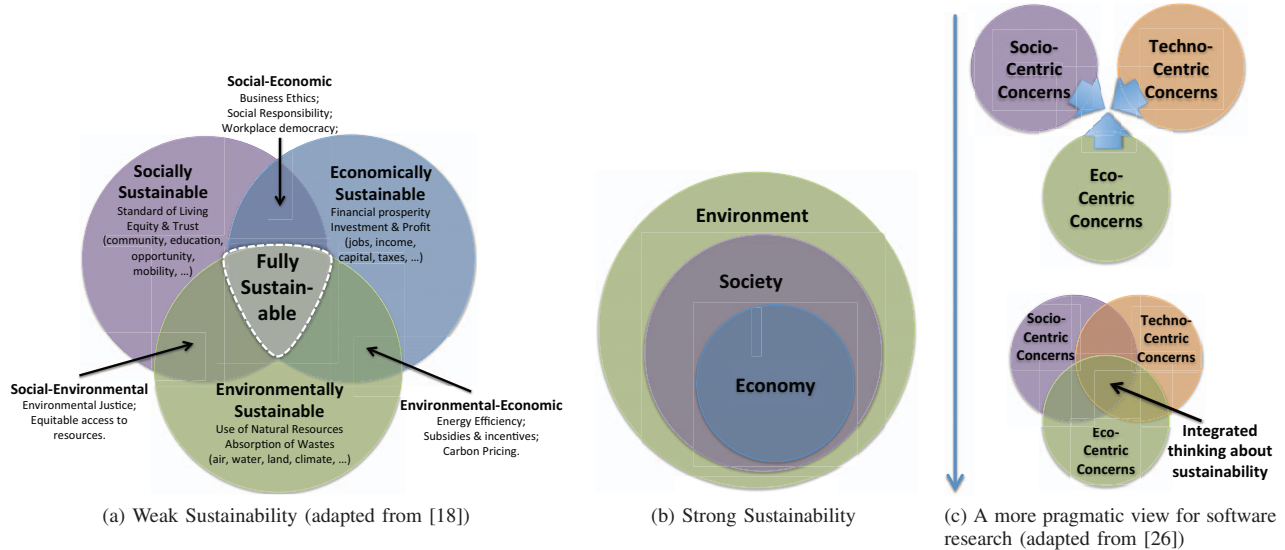 Social-Economic
Business Ethics;
Social Responsibility;
Workplace democracy;
Socially
Sustainable
Standard of Living
Equity & Trust
(community, education,
opportunity,
mobility, ...)
Economically
Sustainable
Financial prosperity
Investment & Profit
(jobs, income,
capital, taxes, ...)
Fully
Sustain-
able
Social-Environmental
Environmental Justice;
Equitable access to
resources.
Environmentally
Sustainable
Use of Natural Resources
Absorption of Wastes
(air, water, land, climate, ...)
Environmental-Economic
Energy Efficiency;
Subsidies & incentives;
Carbon Pricing.
(a) Weak Sustainability (adapted from [18])
Environment
Society
Economy
(b) Strong Sustainability
Socio-
Centric
Concerns
Techno-
Centric
Concerns
Eco-
Centric
Concerns
Socio-
Centric
Concerns
Techno-
Centric
Concerns
Eco-
Centric
Concerns
Integrated
thinking about
sustainability
(c) A more pragmatic view for software
research (adapted from [26])